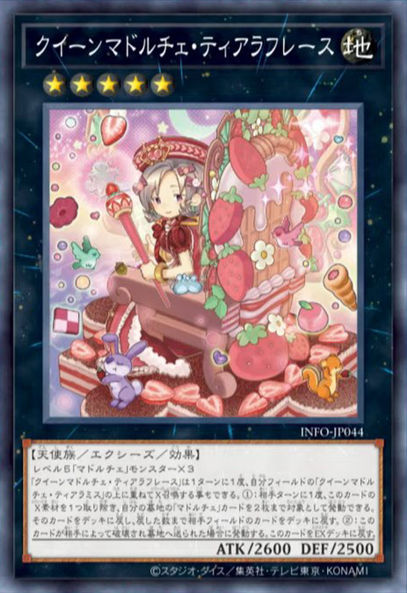 クイーンマドルチェ・ティアラフレース 地
INFO-JP044
【天使族／エクシーズ／効果】
レベル5「マドルチェ」モンスター×3
「クイーンマドルチェ・ティアラフレース」は1ターンに1度、自分フィールドの「クイーンマドル
チェ・ティアラミス」の上に重ねてX召喚する事もできる。①：相手ターンに1度、このカードの
X素材を1つ取り除き、自分の墓地の「マドルチェ」カードを2枚まで対象として発動できる。
そのカードをデッキに戻し、戻した数まで相手フィールドのカードをデッキに戻す。②：この
カードが相手によって破壊され墓地へ送られた場合に発動する。このカードをEXデッキに戻す。
ATK/2600 DEF/2500
©スタジオ・ダイス／集英社・テレビ東京・KONAMI